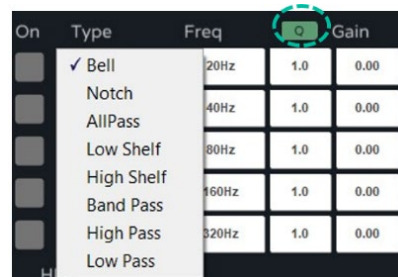 On Type Freq Q Gain
✓ Bell 20Hz 1.0 0.00
Notch
AllPass 40Hz 1.0 0.00
Low Shelf 80Hz 1.0 0.00
High Shelf
Band Pass 160Hz 1.0 0.00
High Pass 320Hz 1.0 0.00
Low Pass